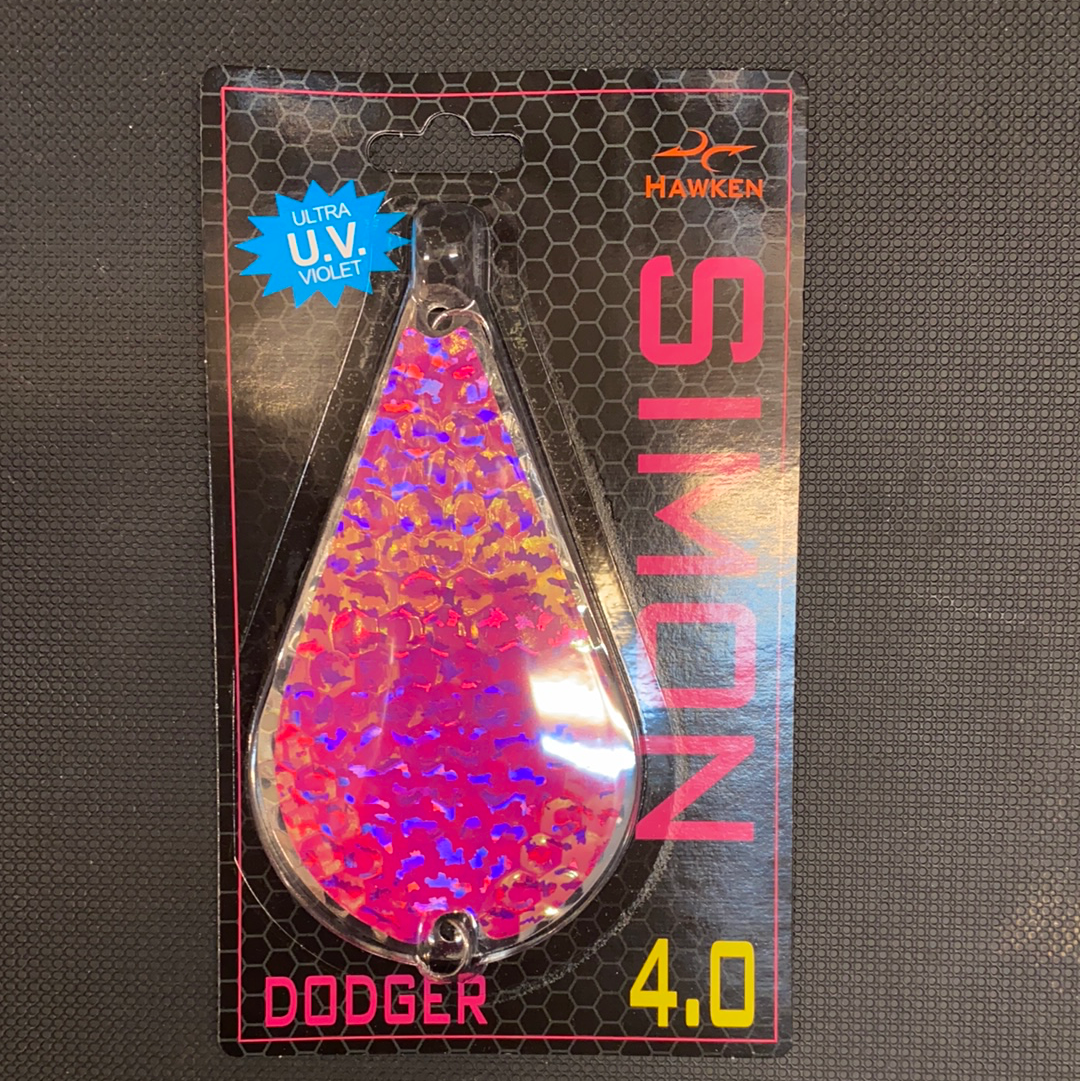 HAWKEN
ULTRA
U.V.
VIOLET
SIMON
DODGER
4.0